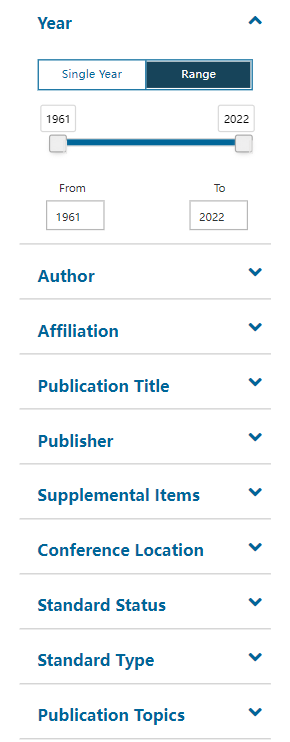 Year
Single Year Range
1961 2022
From To
1961 2022
Author
Affiliation
Publication Title
Publisher
Supplemental Items
Conference Location
Standard Status
Standard Type
Publication Topics